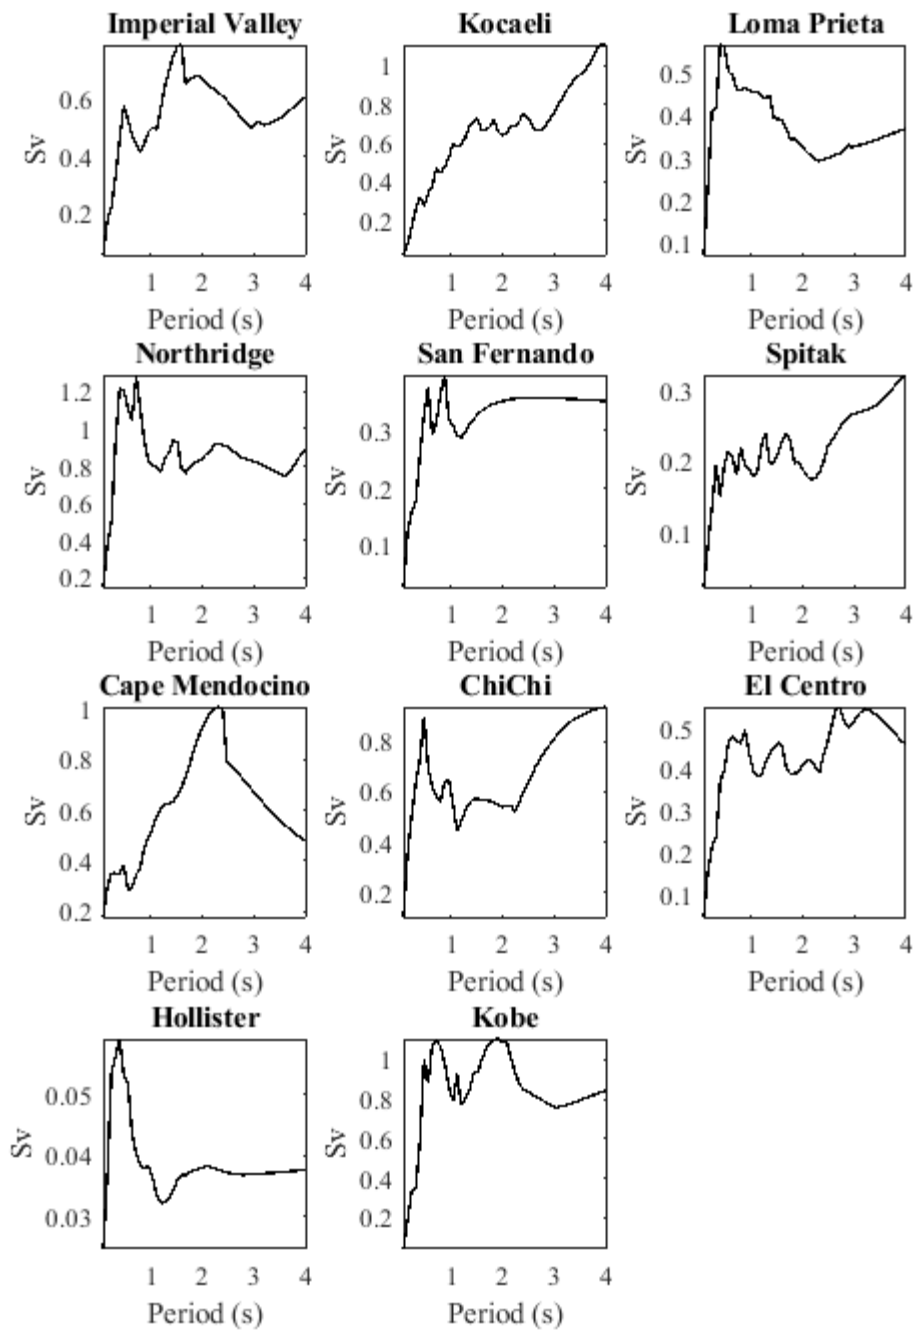 Imperial Valley
0.6
0.4
0.2
Sv
1 2 3 4
Period (s)
Kocaeli
1
0.8
0.6
0.4
0.2
Sv
1 2 3 4
Period (s)
Loma Prieta
0.5
0.4
0.3
0.2
0.1
Sv
1 2 3 4
Period (s)
Northridge
1.2
1
0.8
0.6
0.4
0.2
Sv
1 2 3 4
Period (s)
San Fernando
0.3
0.2
0.1
Sv
1 2 3 4
Period (s)
Spitak
0.3
0.2
0.1
Sv
1 2 3 4
Period (s)
Cape Mendocino
1
0.8
0.6
0.4
0.2
Sv
1 2 3 4
Period (s)
ChiChi
0.8
0.6
0.4
0.2
Sv
1 2 3 4
Period (s)
El Centro
0.5
0.4
0.3
0.2
0.1
Sv
1 2 3 4
Period (s)
Hollister
0.05
0.04
0.03
Sv
1 2 3 4
Period (s)
Kobe
1
0.8
0.6
0.4
0.2
Sv
1 2 3 4
Period (s)